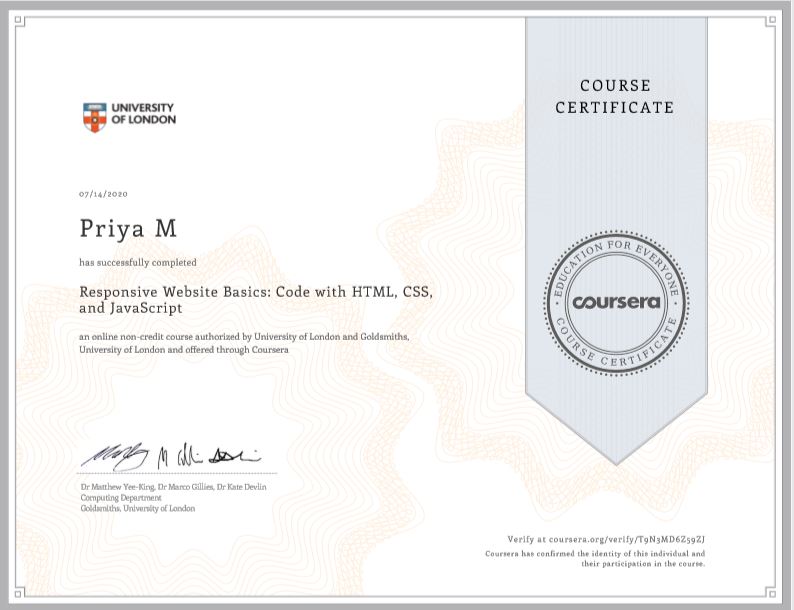 UNIVERSITY
OF LONDON
COURSE
CERTIFICATE
07/14/2020
Priya M
has successfully completed
Responsive Website Basics: Code with HTML, CSS,
and JavaScript
an online non-credit course authorized by University of London and Goldsmiths,
University of London and offered through Coursera
EDUCATION FOR EVERYONE
coursera
COURSE CERTIFICATE
Dr Matthew Yee-King, Dr Marco Gillies, Dr Kate Devlin
Computing Department
Goldsmiths, University of London
Verify at coursera.org/verify/T9N3MD6Z59ZJ
Coursera has confirmed the identity of this individual and
their participation in the course.